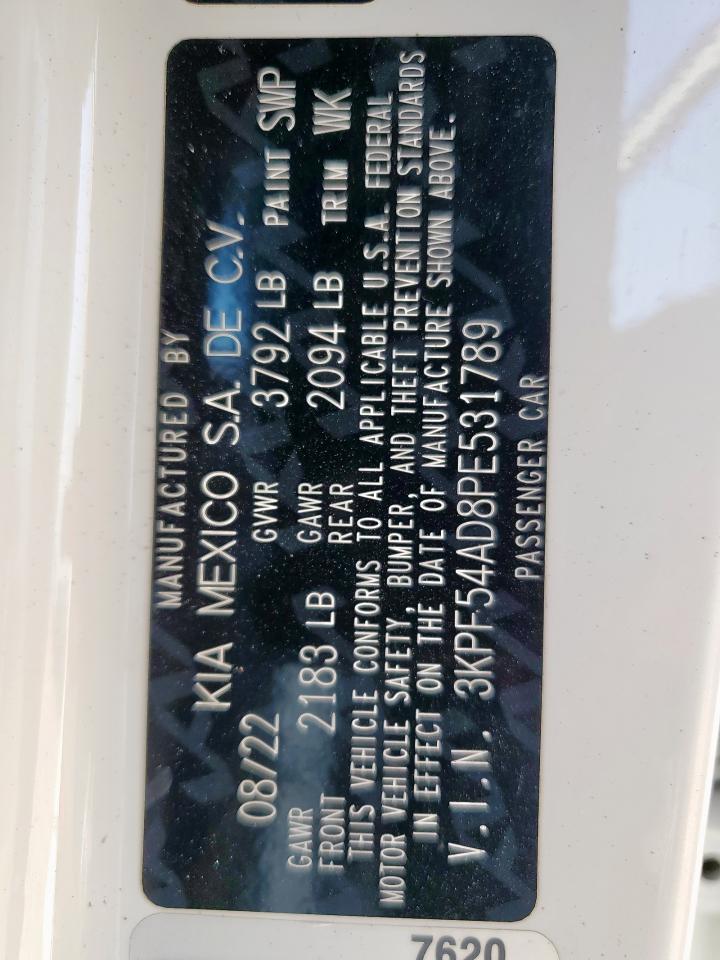 MANUFACTURED BY
KIA MEXICO S.A. DE C.V.
08/22 GVWR 3792 LB PAINT SWP
GAWR FRONT 2183 LB GAWR REAR 2094 LB TRIM WK
THIS VEHICLE CONFORMS TO ALL APPLICABLE U.S.A. FEDERAL
MOTOR VEHICLE SAFETY, BUMPER, AND THEFT PREVENTION STANDARDS
IN EFFECT ON THE DATE OF MANUFACTURE SHOWN ABOVE.
V.I.N. 3KPF54AD8PE531789
PASSENGER CAR
7620